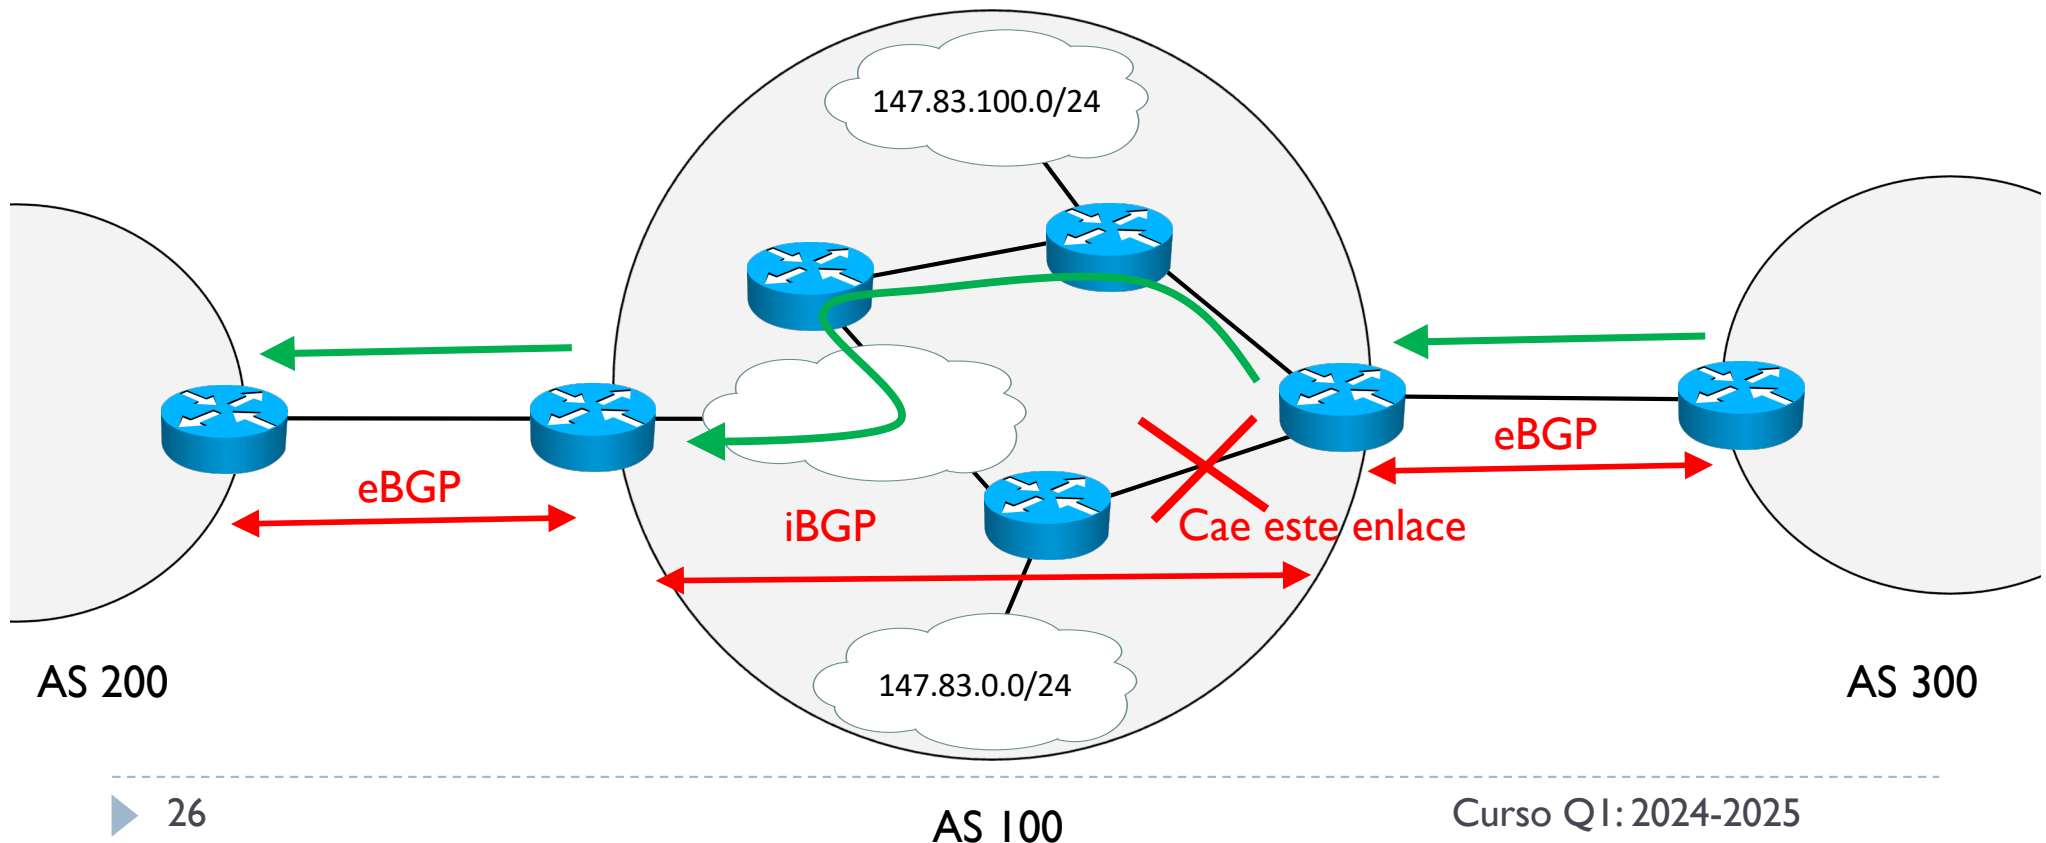 147.83.100.0/24
eBGP
eBGP
iBGP
Cae este enlace
AS 200
147.83.0.0/24
AS 300
26
AS 100
Curso Q1: 2024-2025